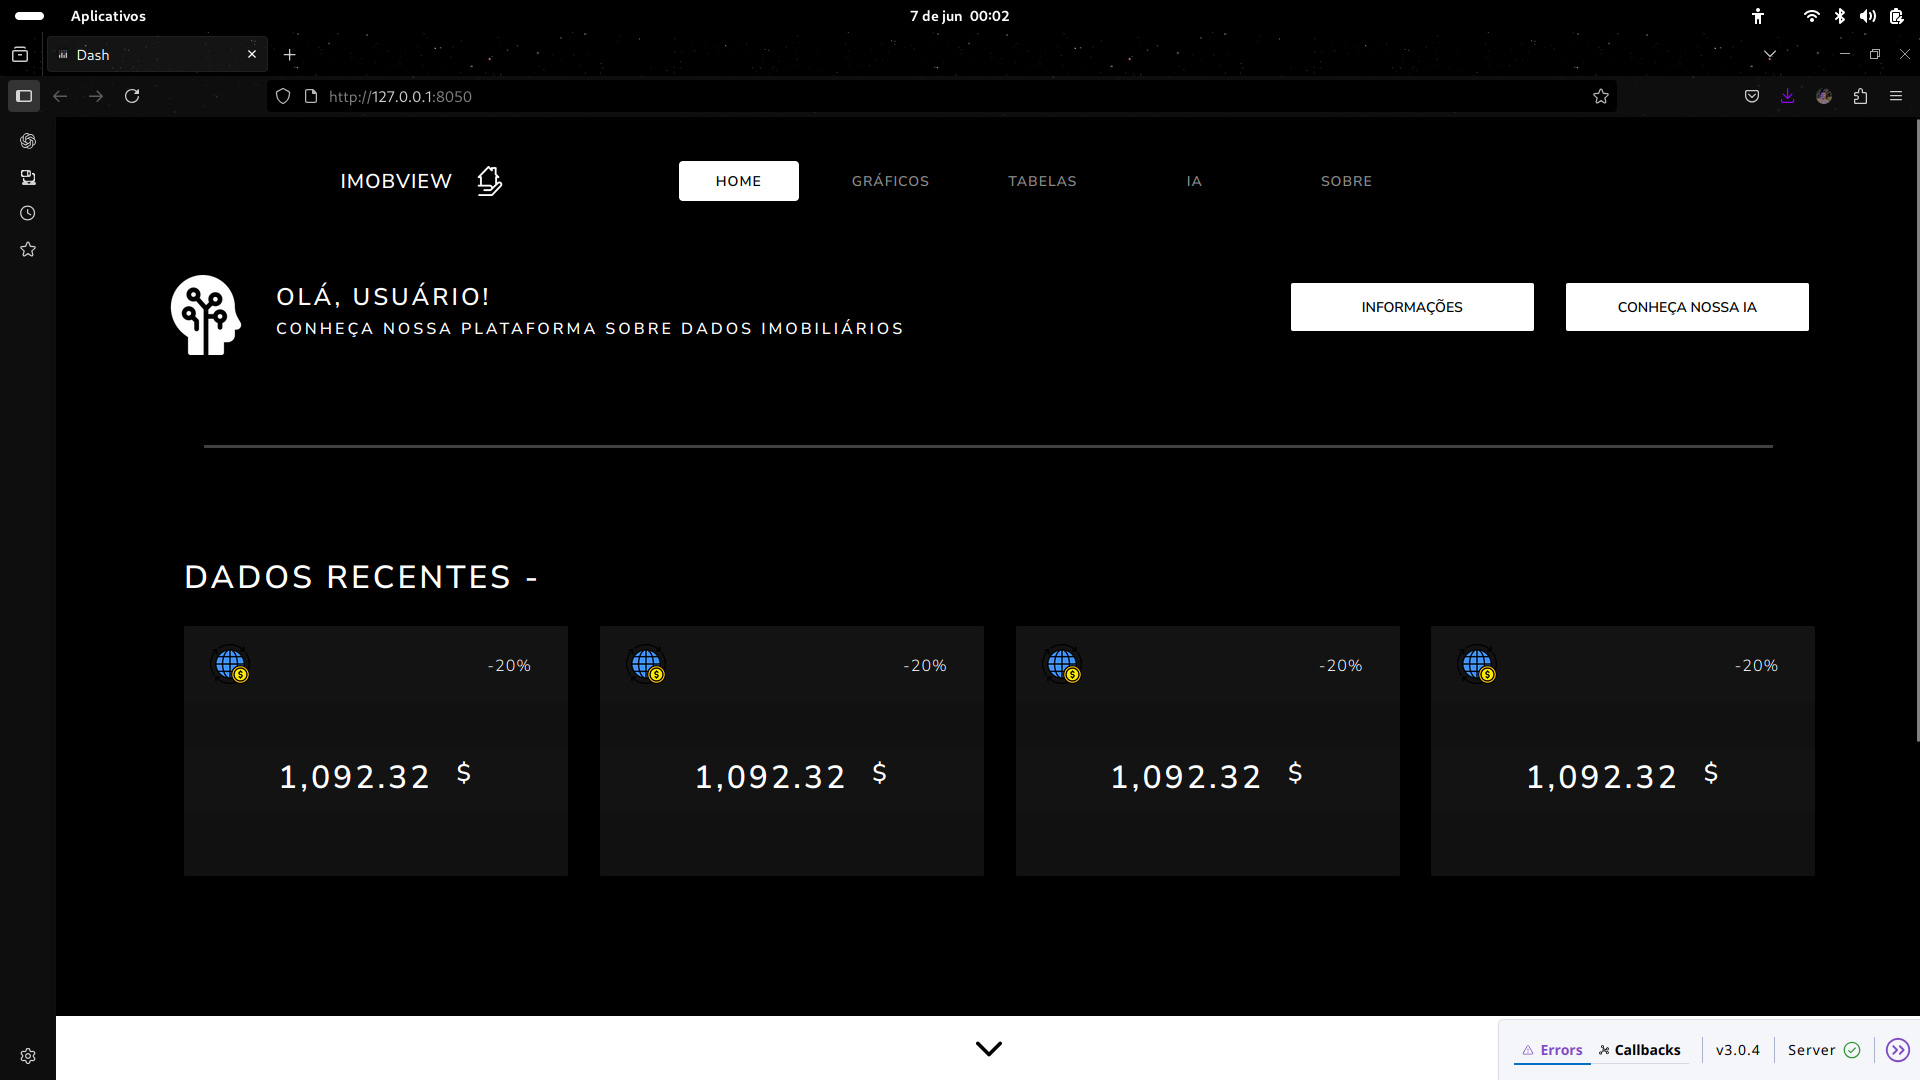 Aplicativos
7 de jun 00:02
Dash
http://127.0.0.1:8050
IMOBVIEW
HOME
GRÁFICOS
TABELAS
IA
SOBRE
OLÁ, USUÁRIO!
CONHEÇA NOSSA PLATAFORMA SOBRE DADOS IMOBILIÁRIOS
INFORMAÇÕES
CONHEÇA NOSSA IA
DADOS RECENTES -
-20%
-20%
-20%
-20%
1,092.32 $
1,092.32 $
1,092.32 $
1,092.32 $
Errors
Callbacks
v3.0.4
Server